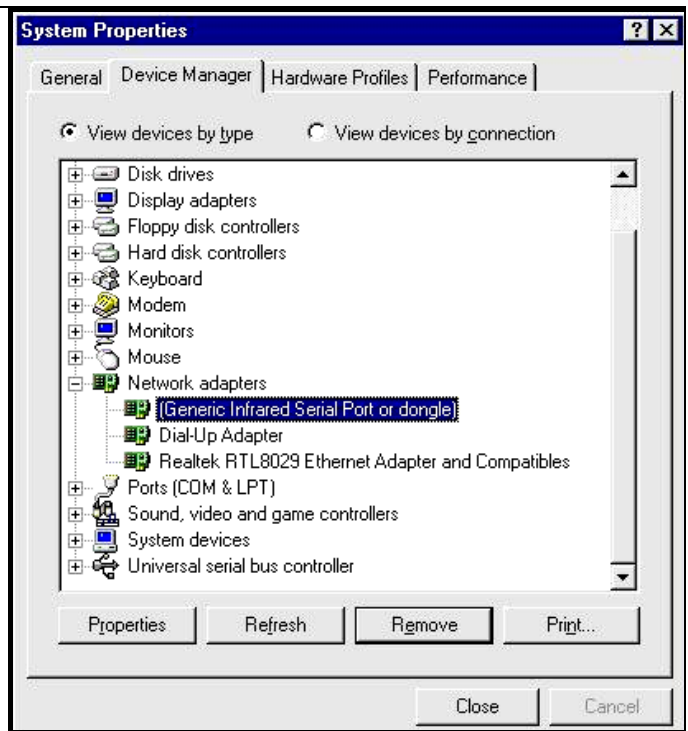 System Properties
General Device Manager Hardware Profiles Performance
View devices by type View devices by connection
Disk drives
Display adapters
Floppy disk controllers
Hard disk controllers
Keyboard
Modem
Monitors
Mouse
Network adapters
(Generic Infrared Serial Port or dongle)
Dial-Up Adapter
Realtek RTL8029 Ethernet Adapter and Compatibles
Ports (COM & LPT)
Sound, video and game controllers
System devices
Universal serial bus controller
Properties Refresh Remove Print...
Close Cancel